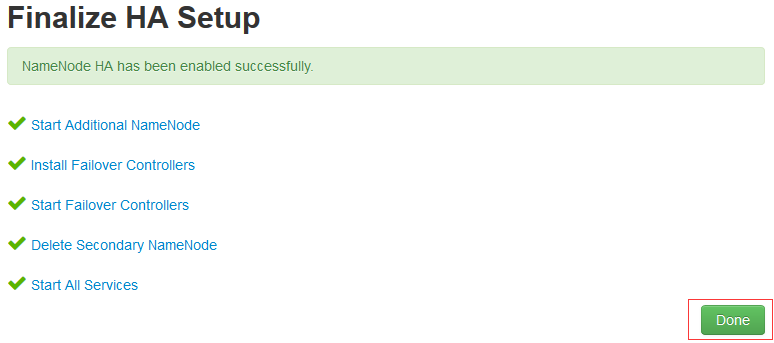 Finalize HA Setup
NameNode HA has been enabled successfully.
Start Additional NameNode
Install Failover Controllers
Start Failover Controllers
Delete Secondary NameNode
Start All Services
Done